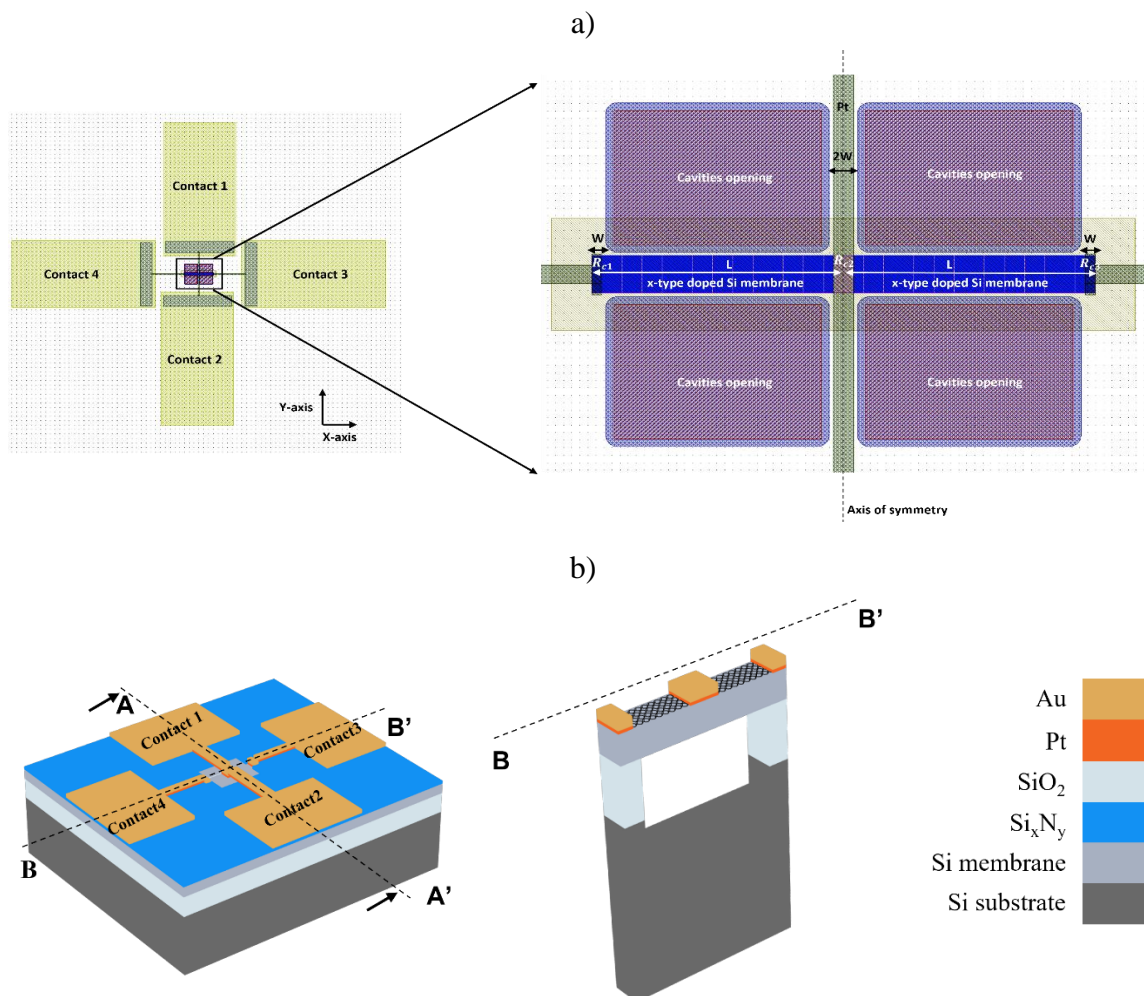 a)
Pt
Contact 1
2W
Cavities opening
Cavities opening
Contact 4
Contact 3
W
W
Rc1
L
Rc2
L
x-type doped Si membrane
x-type doped Si membrane
Contact 2
Y-axis
X-axis
Cavities opening
Cavities opening
Axis of symmetry
b)
B'
A
B'
Contact 1
Contact3
B
Contact4
Contact2
B
A'
Au
Pt
SiO₂
SiₓNᵧ
Si membrane
Si substrate